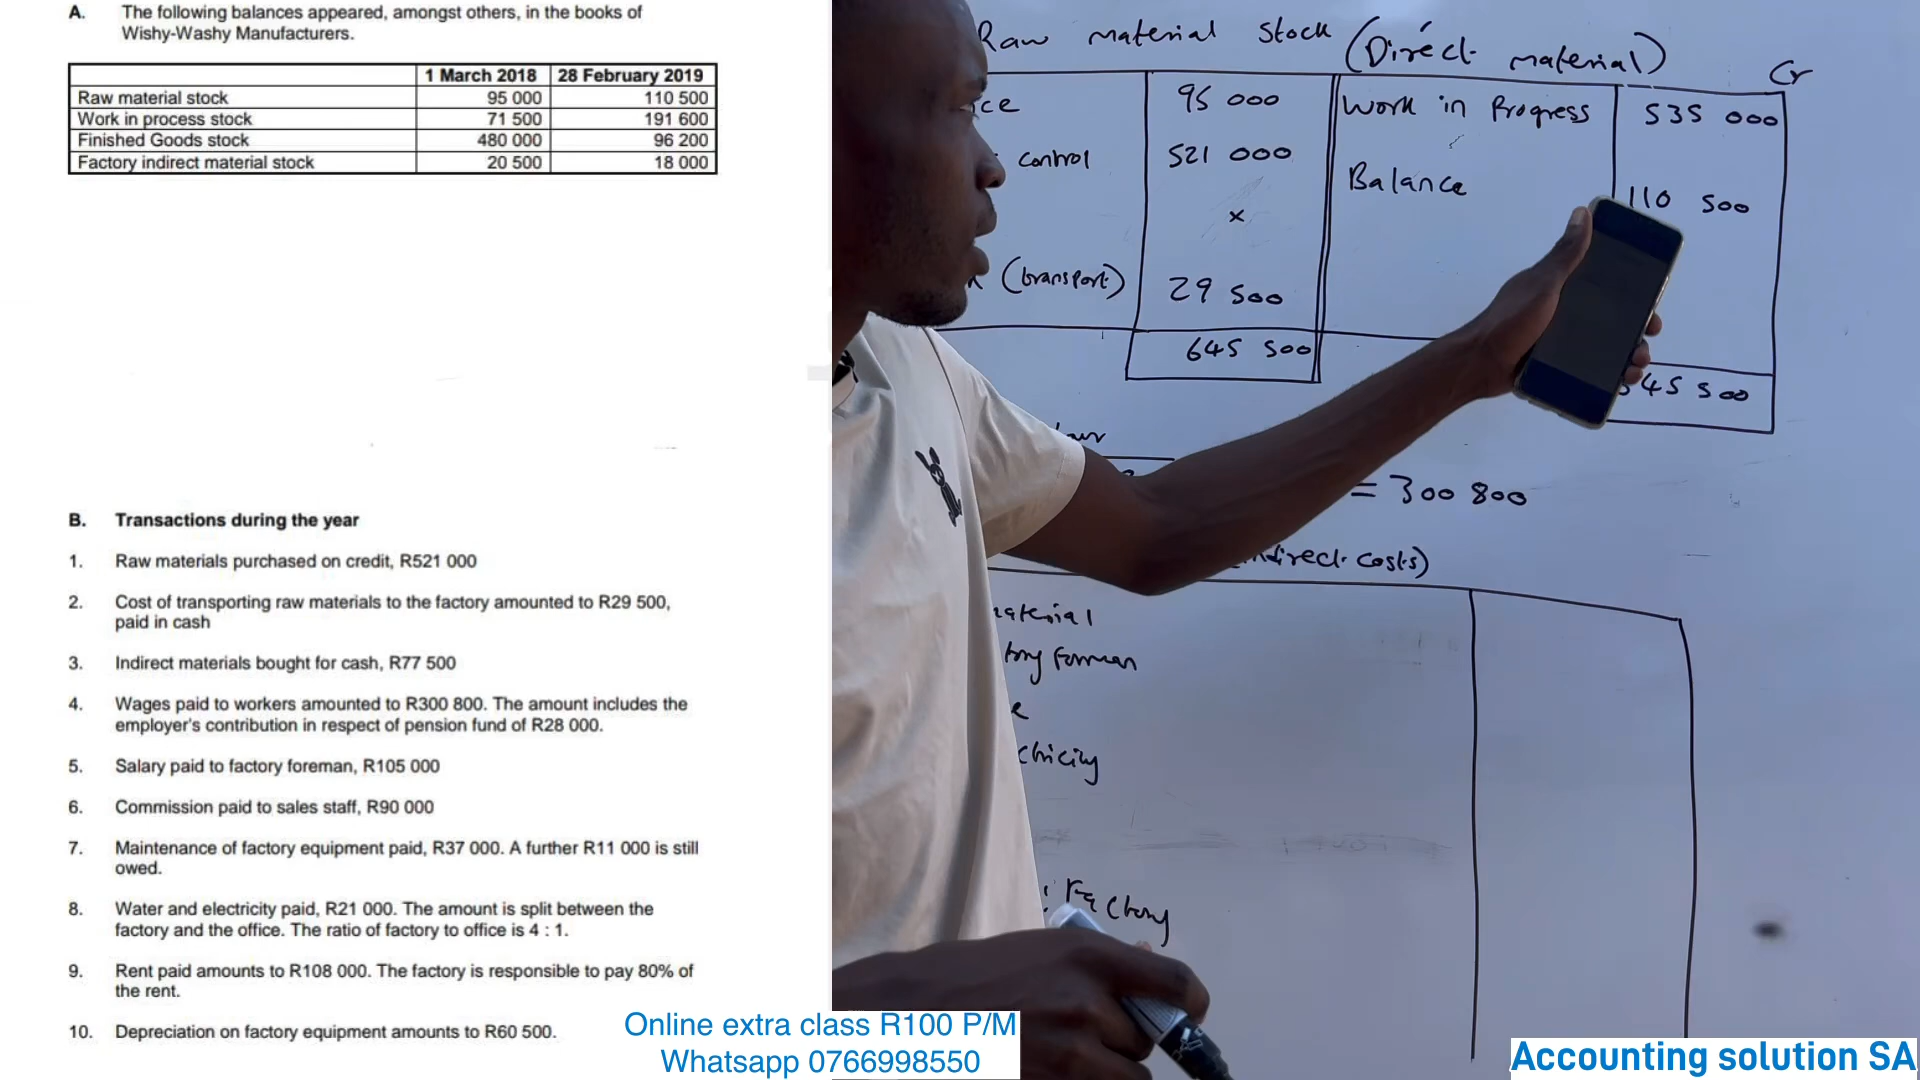 A. The following balances appeared, amongst others, in the books of
Wishy-Washy Manufacturers.
1 March 2018 28 February 2019
Raw material stock 95 000 110 500
Work in process stock 71 500 191 600
Finished Goods stock 480 000 96 200
Factory indirect material stock 20 500 18 000
B. Transactions during the year
1. Raw materials purchased on credit, R521 000
2. Cost of transporting raw materials to the factory amounted to R29 500,
paid in cash
3. Indirect materials bought for cash, R77 500
4. Wages paid to workers amounted to R300 800. The amount includes the
employer's contribution in respect of pension fund of R28 000.
5. Salary paid to factory foreman, R105 000
6. Commission paid to sales staff, R90 000
7. Maintenance of factory equipment paid, R37 000. A further R11 000 is still
owed.
8. Water and electricity paid, R21 000. The amount is split between the
factory and the office. The ratio of factory to office is 4 : 1.
9. Rent paid amounts to R108 000. The factory is responsible to pay 80% of
the rent.
10. Depreciation on factory equipment amounts to R60 500.
Raw material stock (Direct material) Cr
95 000 Work in Progress 535 000
control 521 000
Balance 110 500
x
(transport) 29 500
645 500
45 500
= 300 800
costs)
Factory
Online extra class R100 P/M
Whatsapp 0766998550
Accounting solution SA